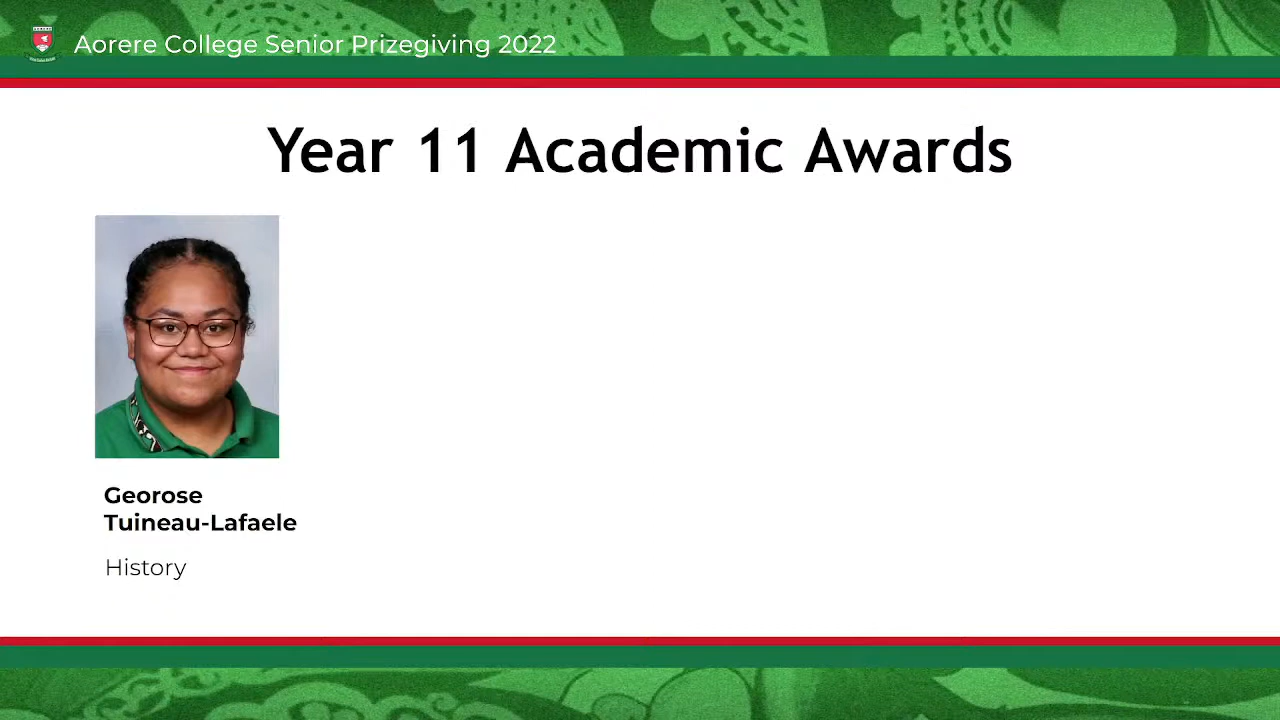 Aorere College Senior Prizegiving 2022
Year 11 Academic Awards
Georose
Tuineau-Lafaele
History